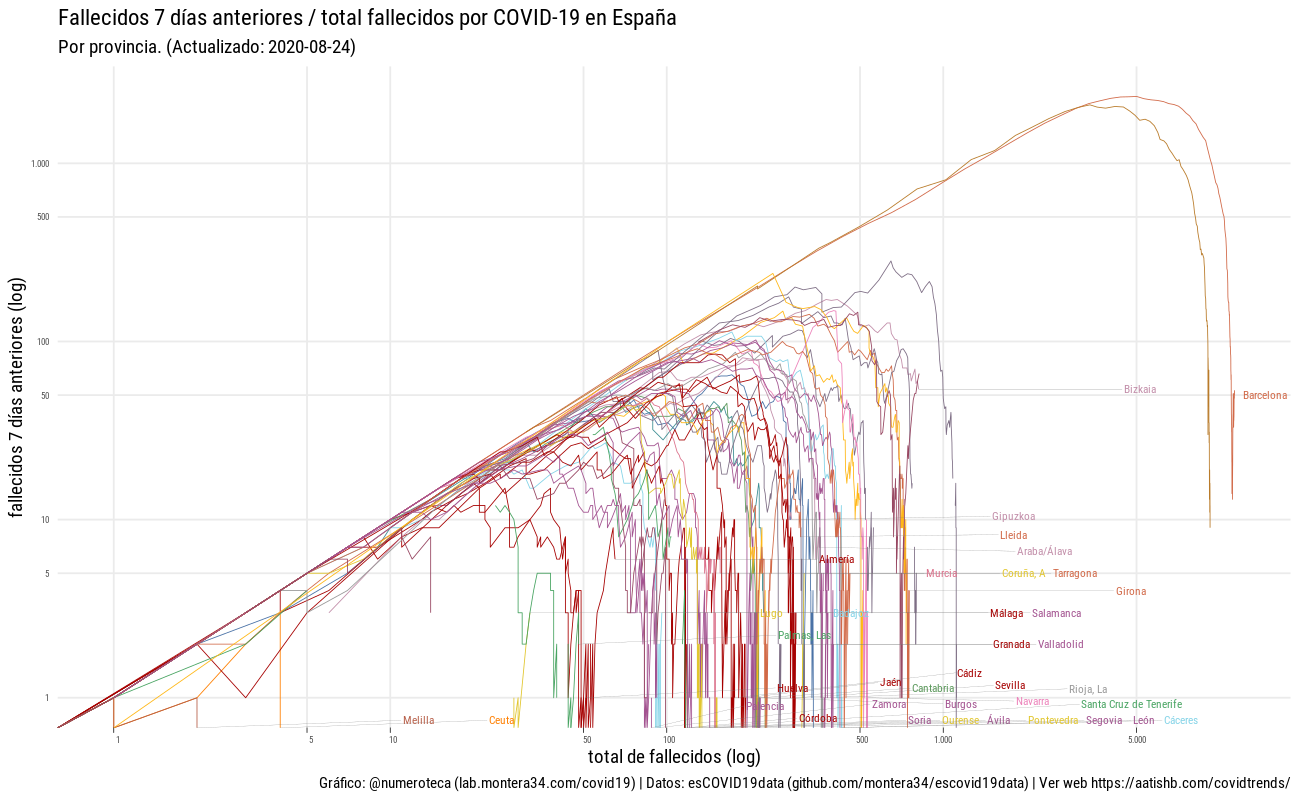 Fallecidos 7 días anteriores / total fallecidos por COVID-19 en España
Por provincia. (Actualizado: 2020-08-24)
fallecidos 7 días anteriores (log)
1.000
500
100
50
10
5
1
Bizkaia
Barcelona
Gipuzkoa
Lleida
Araba/Álava
Almería
Murcia
Coruña, A
Tarragona
Girona
Lugo
Málaga
Salamanca
Palmas, Las
Granada
Valladolid
Cádiz
Huelva
Jaén
Cantabria
Sevilla
Rioja, La
Palencia
Zamora
Burgos
Navarra
Santa Cruz de Tenerife
Melilla
Ceuta
Córdoba
Soria
Ourense
Ávila
Pontevedra
Segovia
León
Cáceres
1
5
10
50
100
500
1.000
5.000
total de fallecidos (log)
Gráfico: @numeroteca (lab.montera34.com/covid19) | Datos: esCOVID19data (github.com/montera34/escovid19data) | Ver web https://aatishb.com/covidtrends/